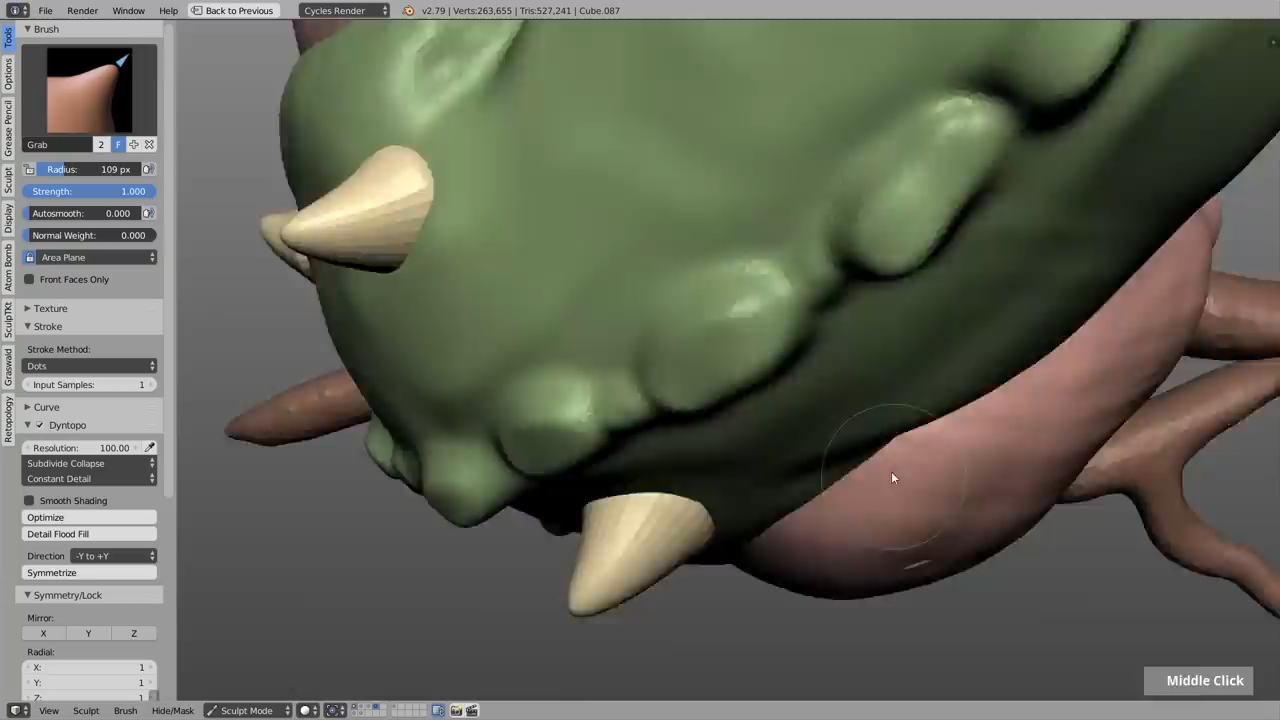 File Render Window Help Back to Previous Cycles Render v2.79 | Verts:263,655 | Tris:527,241 | Cube.087
Tools
Options
Grease Pencil
Sculpt
Display
Atom Bomb
SculpTKt
Graswald
Retopology
Brush
Grab 2 F
Radius: 109 px
Strength: 1.000
Autosmooth: 0.000
Normal Weight: 0.000
Area Plane
Front Faces Only
Texture
Stroke
Stroke Method:
Dots
Input Samples: 1
Curve
Dyntopo
Resolution: 100.00
Subdivide Collapse
Constant Detail
Smooth Shading
Optimize
Detail Flood Fill
Direction -Y to +Y
Symmetrize
Symmetry/Lock
Mirror:
X Y Z
Radial:
X: 1
Y: 1
Z: 1
Middle Click
View Sculpt Brush Hide/Mask Sculpt Mode